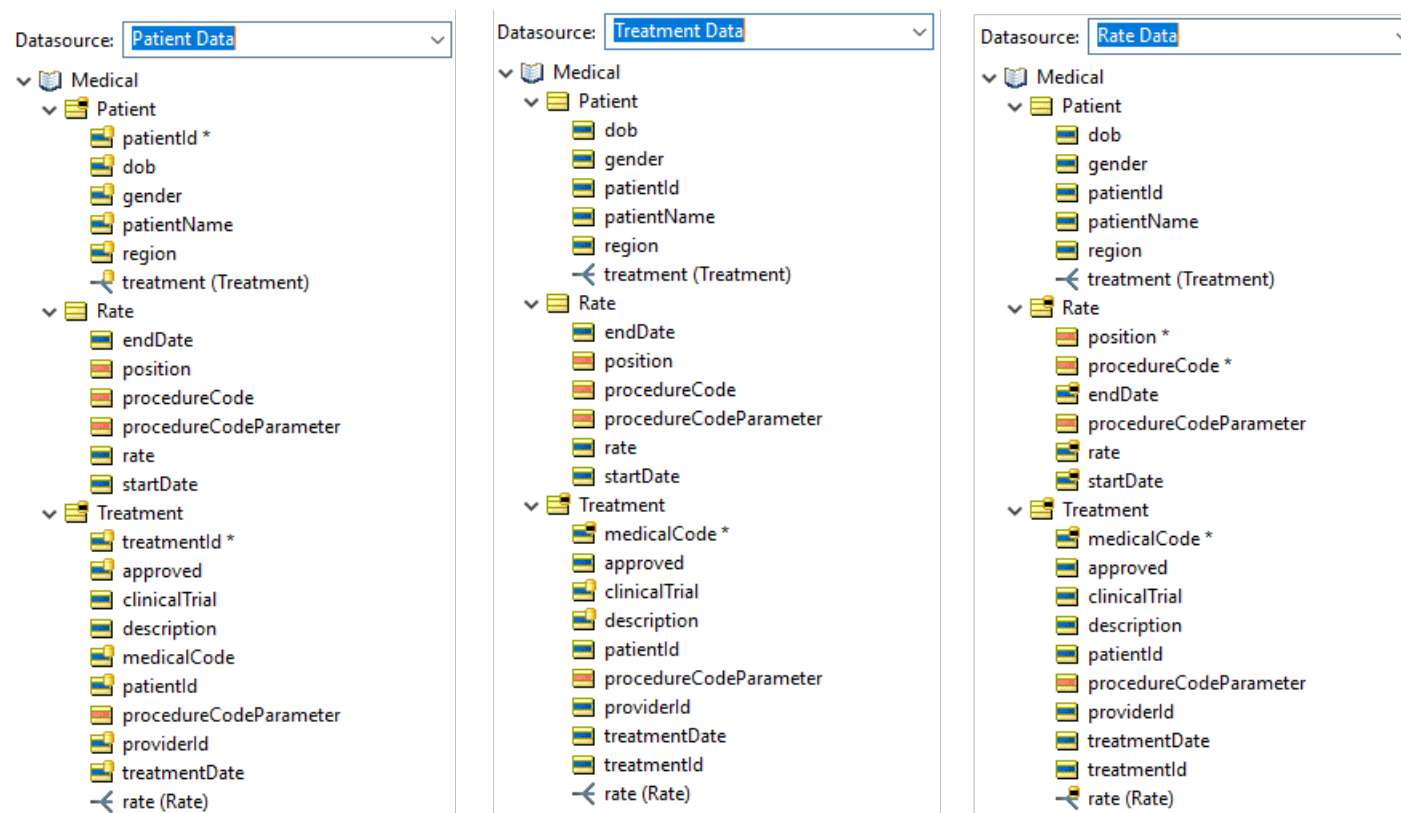 Datasource: Patient Data
Medical
Patient
patientId *
dob
gender
patientName
region
treatment (Treatment)
Rate
endDate
position
procedureCode
procedureCodeParameter
rate
startDate
Treatment
treatmentId *
approved
clinicalTrial
description
medicalCode
patientId
procedureCodeParameter
providerId
treatmentDate
rate (Rate)
Datasource: Treatment Data
Medical
Patient
dob
gender
patientId
patientName
region
treatment (Treatment)
Rate
endDate
position
procedureCode
procedureCodeParameter
rate
startDate
Treatment
medicalCode *
approved
clinicalTrial
description
patientId
procedureCodeParameter
providerId
treatmentDate
treatmentId
rate (Rate)
Datasource: Rate Data
Medical
Patient
dob
gender
patientId
patientName
region
treatment (Treatment)
Rate
position *
procedureCode *
endDate
procedureCodeParameter
rate
startDate
Treatment
medicalCode *
approved
clinicalTrial
description
patientId
procedureCodeParameter
providerId
treatmentDate
treatmentId
rate (Rate)